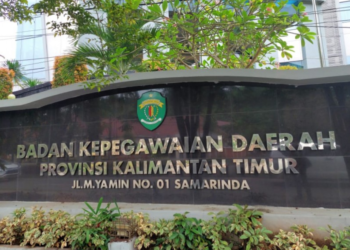 BADAN KEPEGAWAIAN DAERAH
PROVINSI KALIMANTAN TIMUR
JL.M.YAMIN NO. 01 SAMARINDA